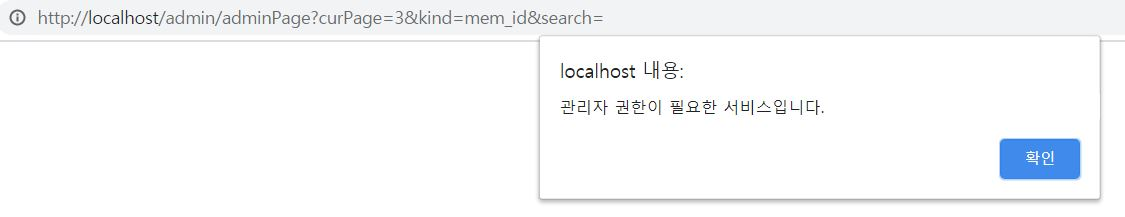 http://localhost/admin/adminPage?curPage=3&kind=mem_id&search=
localhost 내용:
관리자 권한이 필요한 서비스입니다.
확인